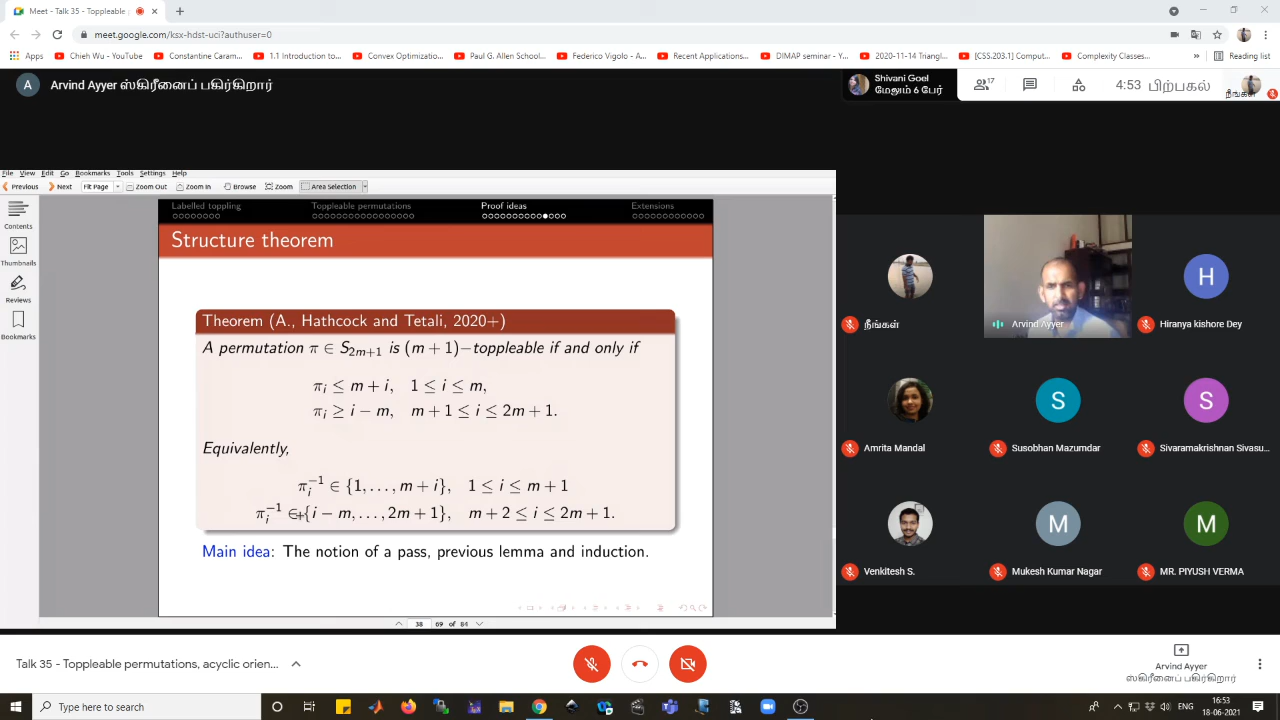 Meet - Talk 35 - Toppleable
meet.google.com/ksx-hdst-uci?authuser=0
Apps Chieh Wu - YouTube Constantine Caram... 1.1 Introduction to... Convex Optimizatio... Paul G. Allen School... Federico Vigolo - A... Recent Applications... DIMAP seminar - Y... 2020-11-14 Triangl... [CSS.203.1] Comput... Complexity Classes... » Reading list
A Arvind Ayyer ஸ்கிரீனைப் பகிர்கிறார்
Shivani Goel
மேலும் 6 பேர்
17
4:53 பிற்பகல்
நீங்கள்
File View Edit Go Bookmarks Tools Settings Help
Previous Next Fit Page Zoom Out Zoom In Browse Zoom Area Selection
Contents
Thumbnails
Reviews
Bookmarks
Labelled toppling Toppleable permutations Proof ideas Extensions
Structure theorem
Theorem (A., Hathcock and Tetali, 2020+)
A permutation π ∈ S₂ₘ₊₁ is (m + 1)−toppleable if and only if
πᵢ ≤ m + i, 1 ≤ i ≤ m,
πᵢ ≥ i − m, m + 1 ≤ i ≤ 2m + 1.
Equivalently,
πᵢ⁻¹ ∈ {1, . . . , m + i}, 1 ≤ i ≤ m + 1
πᵢ⁻¹ ∈ {i − m, . . . , 2m + 1}, m + 2 ≤ i ≤ 2m + 1.
Main idea: The notion of a pass, previous lemma and induction.
38 69 of 84
நீங்கள்
Arvind Ayyer
H
Hiranya kishore Dey
Amrita Mandal
S
Susobhan Mazumdar
S
Sivaramakrishnan Sivasu...
Venkitesh S.
M
Mukesh Kumar Nagar
M
MR. PIYUSH VERMA
Talk 35 - Toppleable permutations, acyclic orien...
Arvind Ayyer
ஸ்கிரீனைப் பகிர்கிறார்
Type here to search
ENG
16:53
18-06-2021